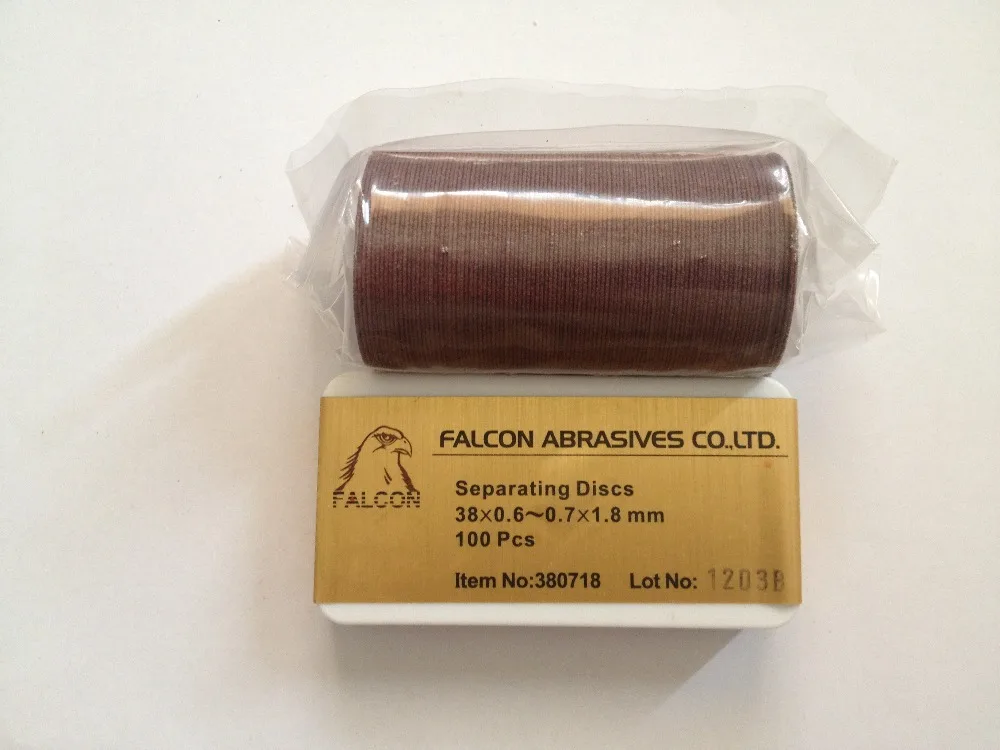 FALCON
FALCON ABRASIVES CO.,LTD.
Separating Discs
38×0.6～0.7×1.8 mm
100 Pcs
Item No:380718 Lot No: 1203B